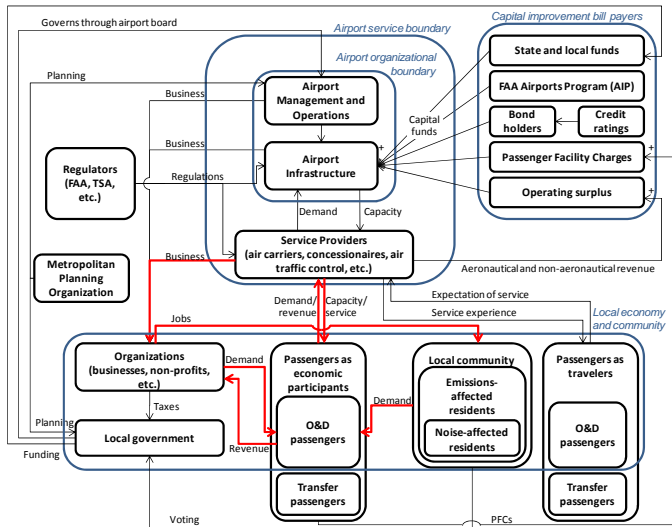 Governs through airport board
Airport service boundary
Capital improvement bill payers
Airport organizational
boundary
State and local funds
Planning
FAA Airports Program (AIP)
Business
Airport
Management and
Operations
Capital
funds
Bond
holders
Credit
ratings
Business
+
+
Airport
Infrastructure
Passenger Facility Charges
Regulators
(FAA, TSA,
etc.)
Regulations
Operating surplus
+
Demand
Capacity
Service Providers
(air carriers, concessionaires, air
traffic control, etc.)
Business
Aeronautical and non-aeronautical revenue
Metropolitan
Planning
Organization
Demand/
revenue
Capacity/
service
Expectation of service
Service experience
Local economy
and community
Jobs
Organizations
(businesses, non-profits,
etc.)
Demand
Passengers as
economic
participants
Local community
Passengers as
travelers
Emissions-
affected
residents
Demand
Taxes
O&D
passengers
O&D
passengers
Planning
Local government
Revenue
Noise-affected
residents
Funding
Transfer
passengers
Transfer
passengers
Voting
PFCs